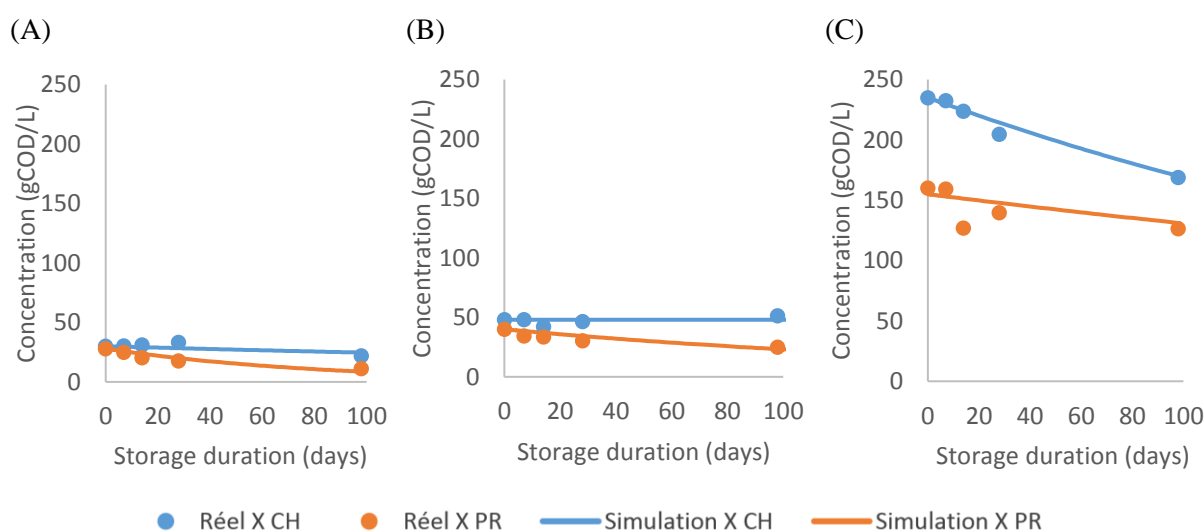 (A)
(B)
(C)
Concentration (gCOD/L)
250
200
150
100
50
0
0 20 40 60 80 100
Storage duration (days)
Concentration (gCOD/L)
250
200
150
100
50
0
0 20 40 60 80 100
Storage duration (days)
Concentration (gCOD/L)
250
200
150
100
50
0
0 20 40 60 80 100
Storage duration (days)
Réel X CH
Réel X PR
Simulation X CH
Simulation X PR